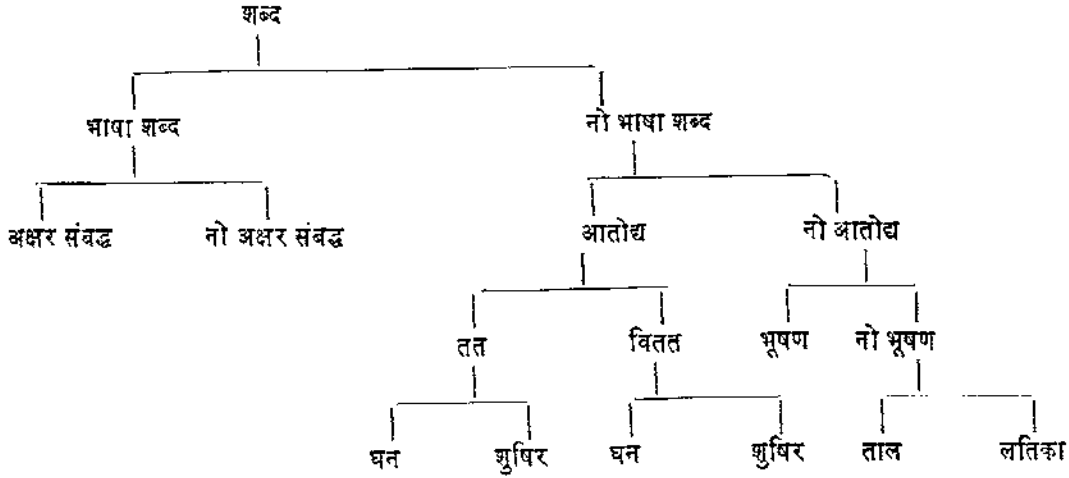 शब्द
भाषा शब्द नो भाषा शब्द
अक्षर संबद्ध नो अक्षर संबद्ध आतोद्य नो आतोद्य
तत वितत भूषण नो भूषण
घन शुषिर घन शुषिर ताल लतिका